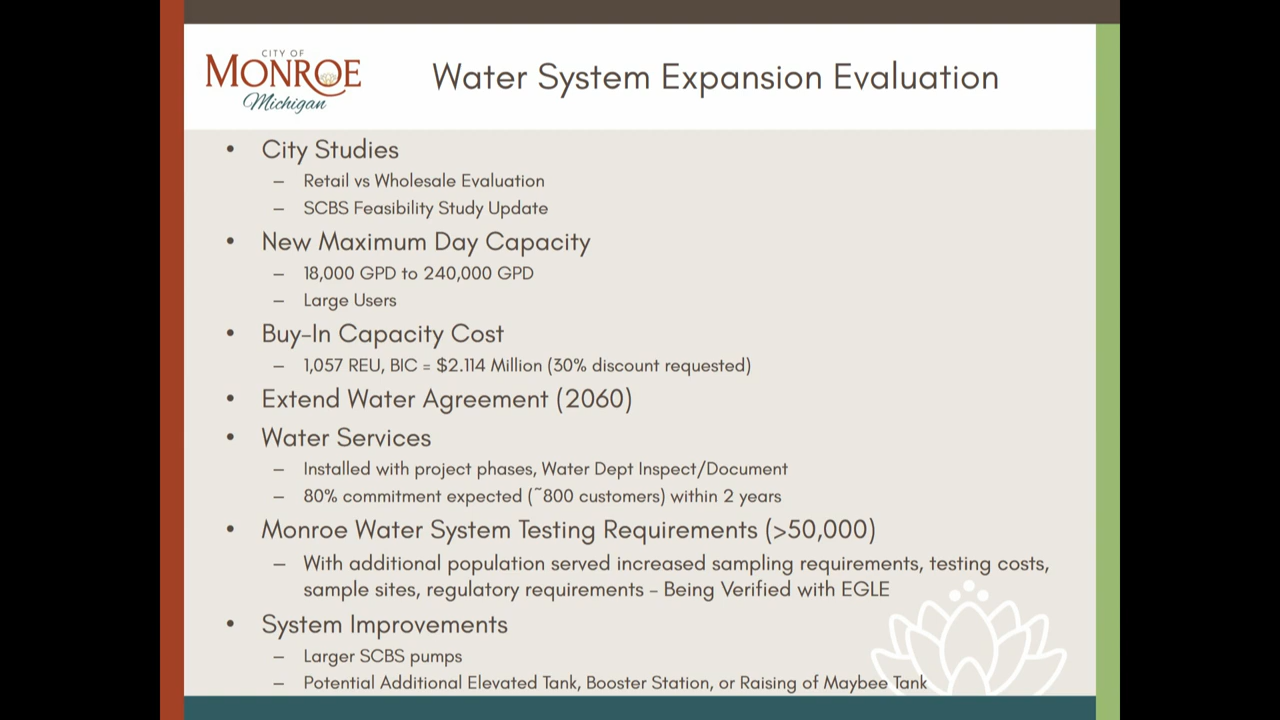 CITY OF
MONROE
Michigan
Water System Expansion Evaluation
• City Studies
– Retail vs Wholesale Evaluation
– SCBS Feasibility Study Update
• New Maximum Day Capacity
– 18,000 GPD to 240,000 GPD
– Large Users
• Buy-In Capacity Cost
– 1,057 REU, BIC = $2.114 Million (30% discount requested)
• Extend Water Agreement (2060)
• Water Services
– Installed with project phases, Water Dept Inspect/Document
– 80% commitment expected (~800 customers) within 2 years
• Monroe Water System Testing Requirements (>50,000)
– With additional population served increased sampling requirements, testing costs,
sample sites, regulatory requirements – Being Verified with EGLE
• System Improvements
– Larger SCBS pumps
– Potential Additional Elevated Tank, Booster Station, or Raising of Maybee Tank